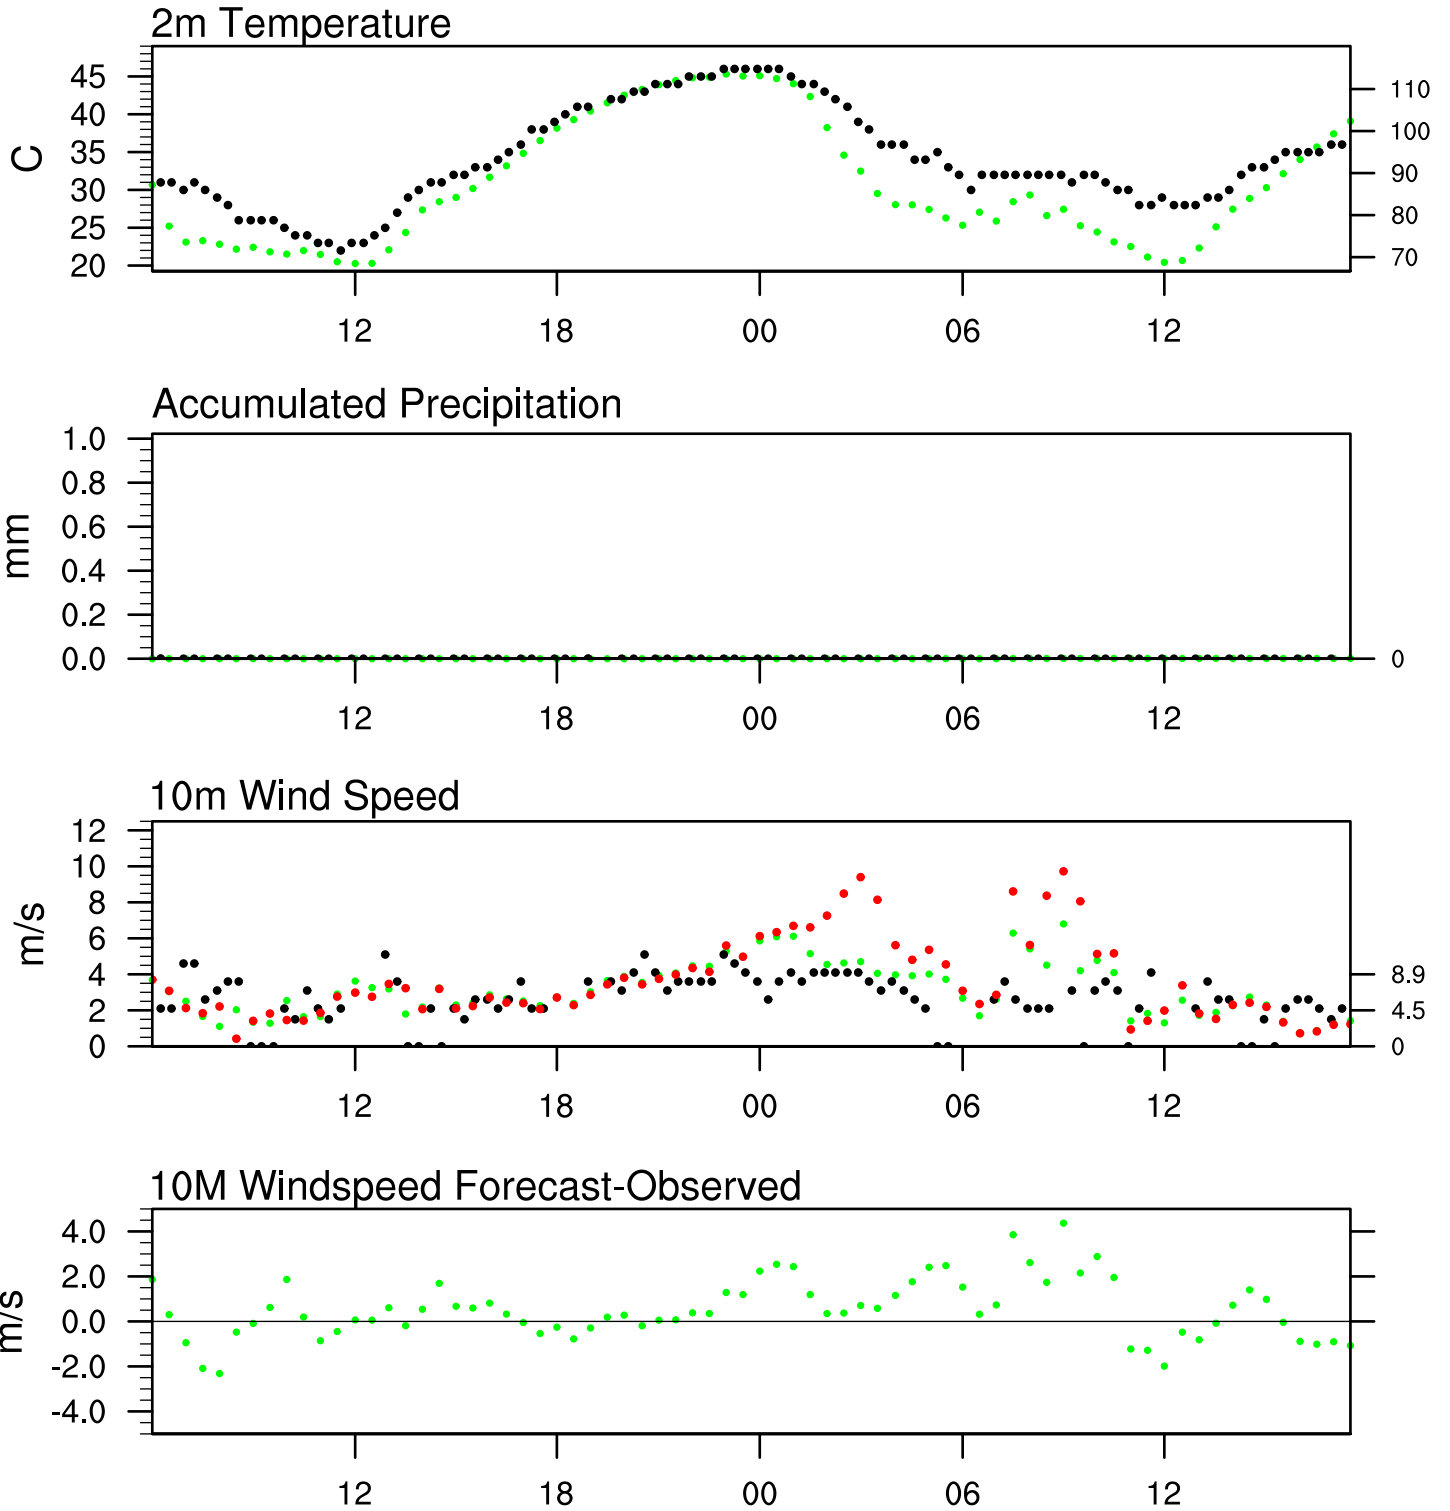 2m Temperature
C
45
40
35
30
25
20
110
100
90
80
70
12 18 00 06 12
Accumulated Precipitation
mm
1.0
0.8
0.6
0.4
0.2
0.0
0
12 18 00 06 12
10m Wind Speed
m/s
12
10
8
6
4
2
0
8.9
4.5
0
12 18 00 06 12
10M Windspeed Forecast-Observed
m/s
4.0
2.0
0.0
-2.0
-4.0
12 18 00 06 12